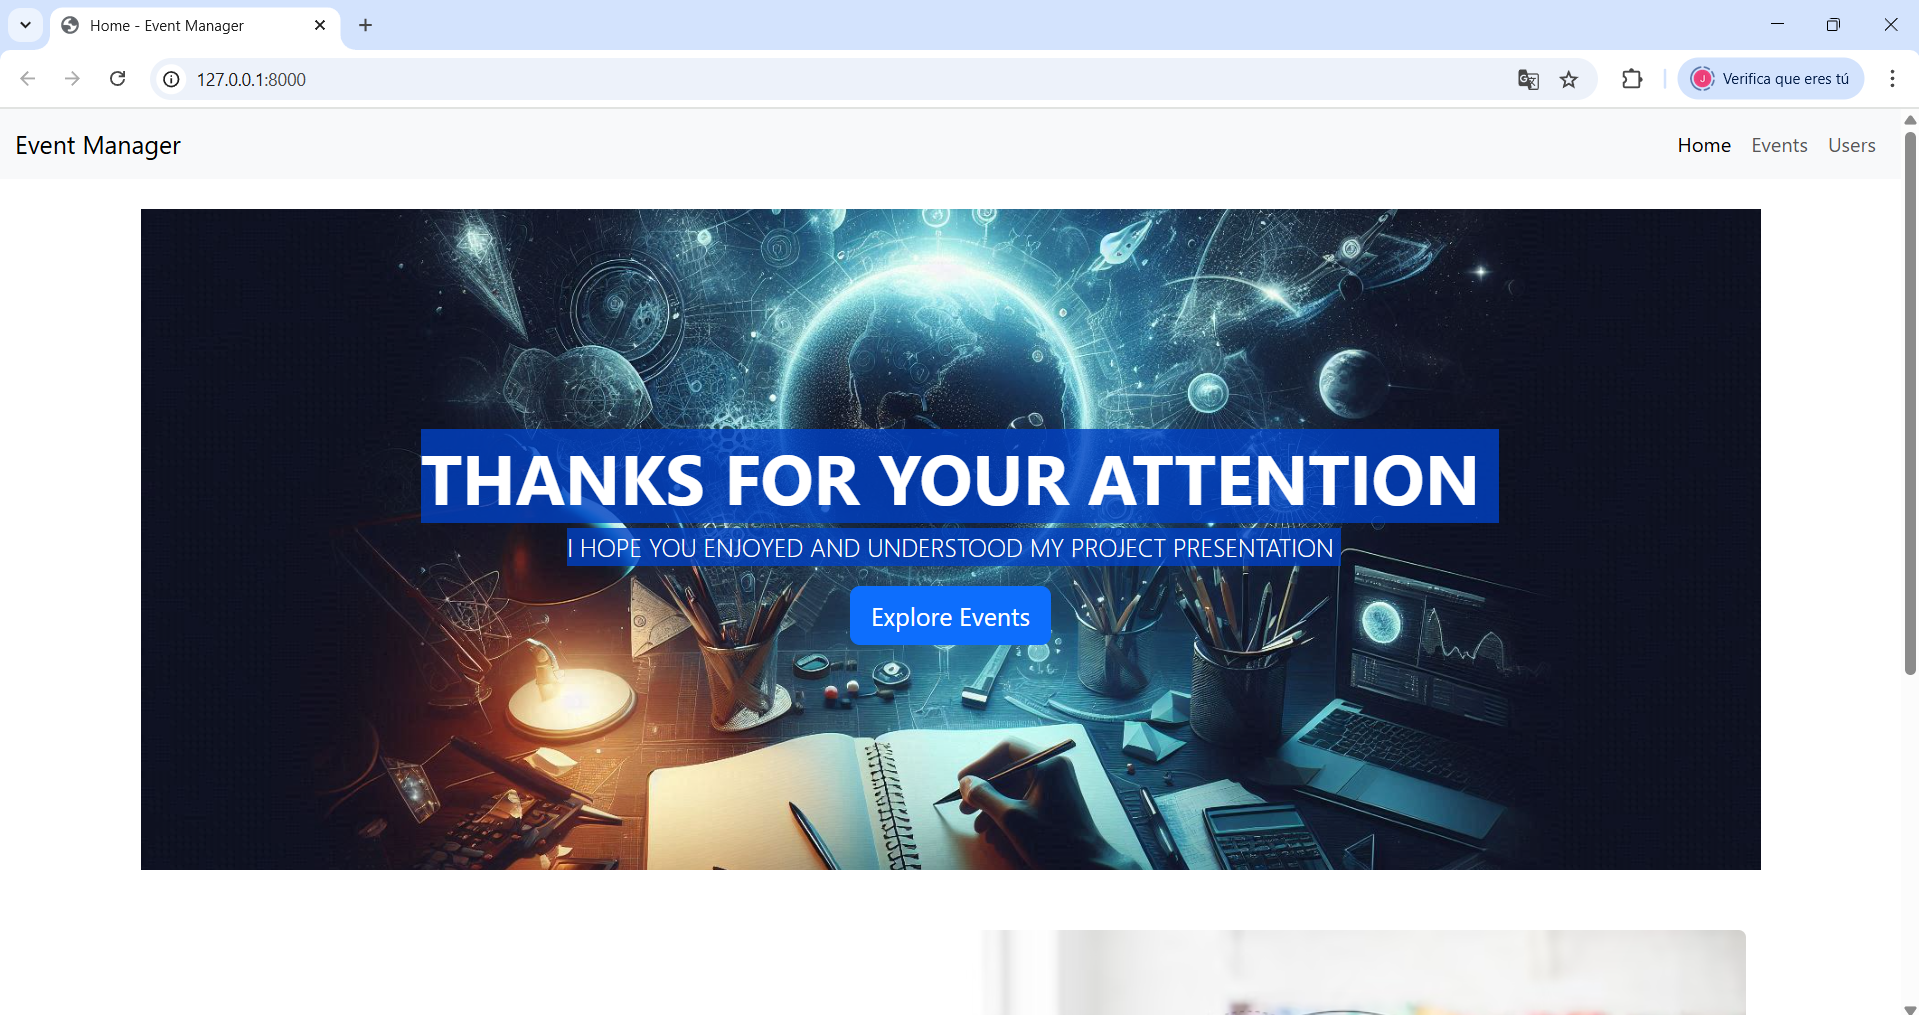 Home - Event Manager
127.0.0.1:8000
J
Verifica que eres tú
Event Manager
Home Events Users
THANKS FOR YOUR ATTENTION
I HOPE YOU ENJOYED AND UNDERSTOOD MY PROJECT PRESENTATION
Explore Events